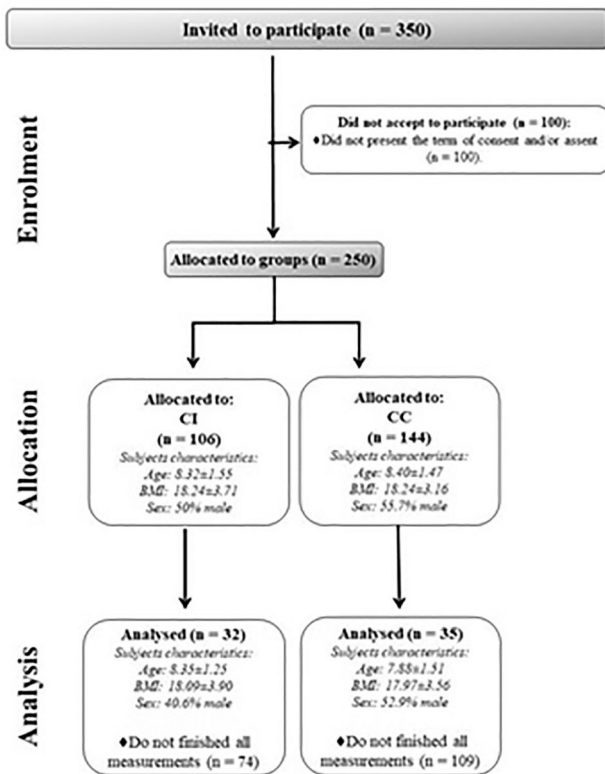 Invited to participate (n = 350)
Enrolment
Did not accept to participate (n = 100):
♦Did not present the term of consent and/or assent
(n = 100).
Allocated to groups (n = 250)
Allocation
Allocated to:
CI
(n = 106)
Subjects characteristics:
Age: 8.32±1.55
BMI: 18.24±3.71
Sex: 50% male
Allocated to:
CC
(n = 144)
Subjects characteristics:
Age: 8.40±1.47
BMI: 18.24±3.16
Sex: 55.7% male
Analysis
Analysed (n = 32)
Subjects characteristics:
Age: 8.35±1.25
BMI: 18.09±3.90
Sex: 40.6% male
♦Do not finished all
measurements (n = 74)
Analysed (n = 35)
Subjects characteristics:
Age: 7.88±1.51
BMI: 17.97±3.56
Sex: 52.9% male
♦Do not finished all
measurements (n = 109)